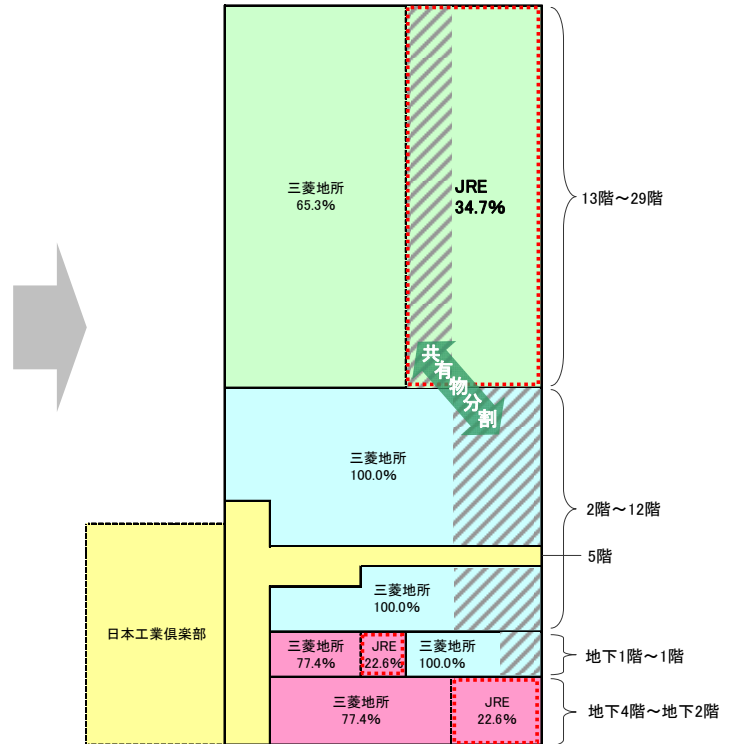 三菱地所
65.3%
JRE
34.7%
13階～29階
共有物分割
三菱地所
100.0%
2階～12階
5階
三菱地所
100.0%
日本工業倶楽部
三菱地所
77.4%
JRE
22.6%
三菱地所
100.0%
地下1階～1階
三菱地所
77.4%
JRE
22.6%
地下4階～地下2階